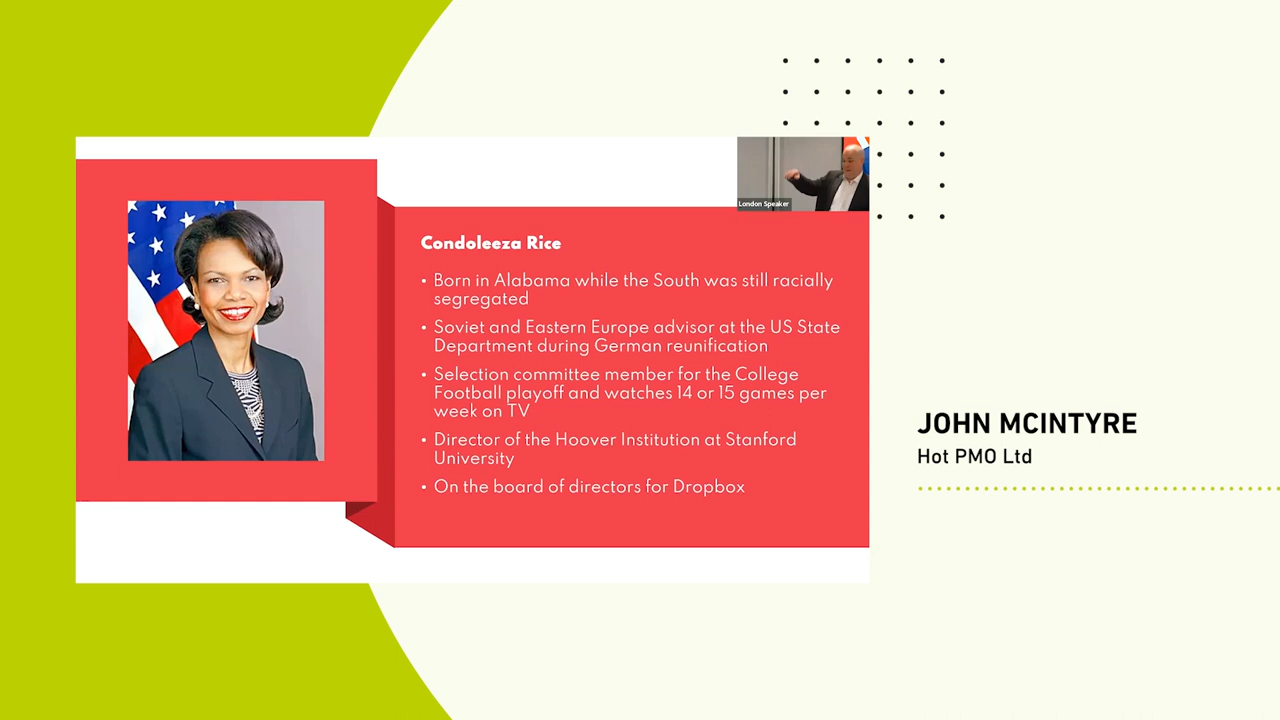 London Speaker
Condoleeza Rice
• Born in Alabama while the South was still racially
segregated
• Soviet and Eastern Europe advisor at the US State
Department during German reunification
• Selection committee member for the College
Football playoff and watches 14 or 15 games per
week on TV
• Director of the Hoover Institution at Stanford
University
• On the board of directors for Dropbox
JOHN MCINTYRE
Hot PMO Ltd